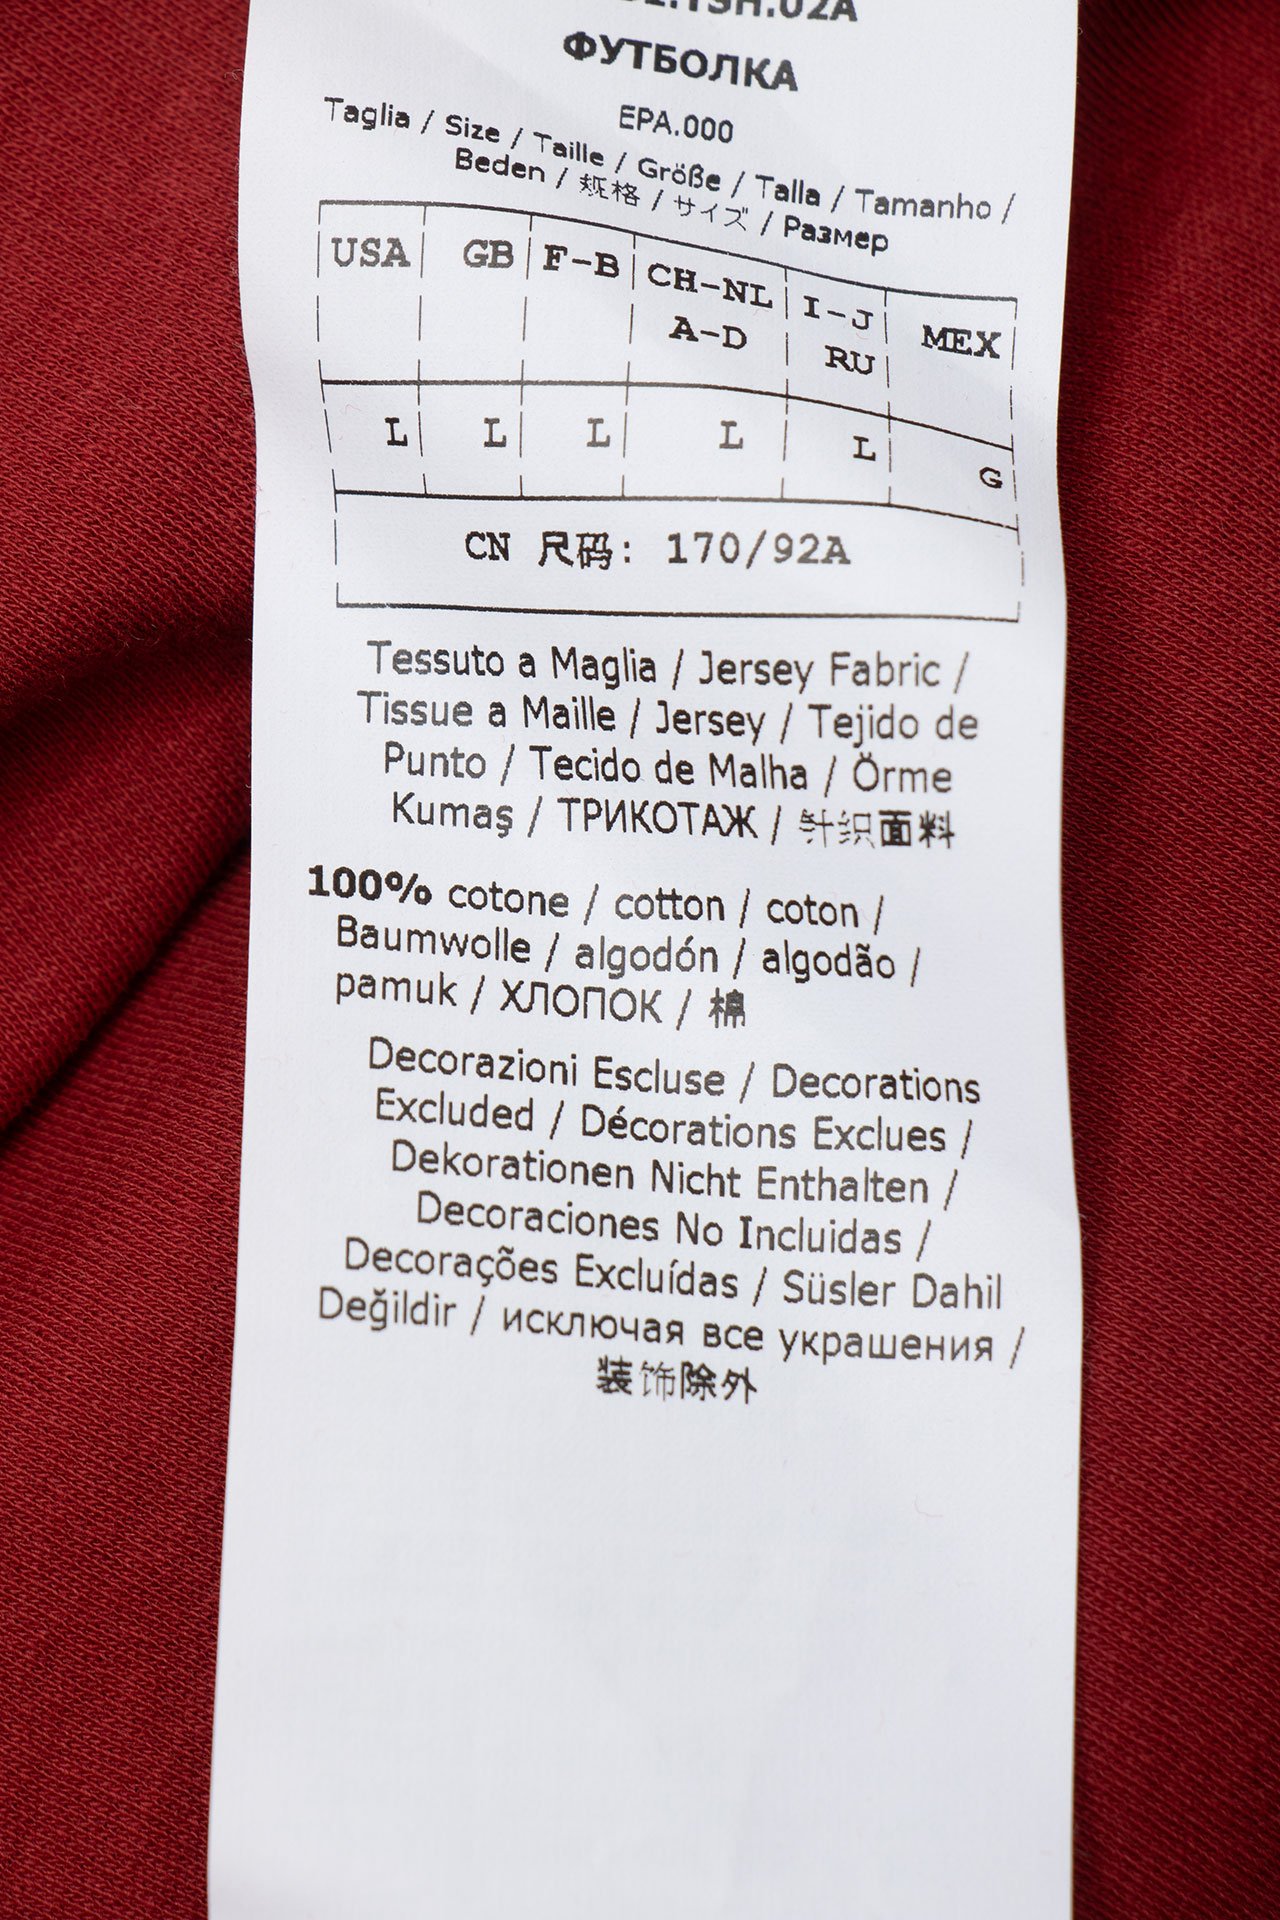 .TSH.02A
ФУТБОЛКА
EPA.000
Taglia / Size / Taille / Größe / Talla / Tamanho /
Beden / 规格 / サイズ / Размер
USA GB F-B CH-NL I-J MEX
A-D RU
L L L L L G
CN 尺码: 170/92A
Tessuto a Maglia / Jersey Fabric /
Tissue a Maille / Jersey / Tejido de
Punto / Tecido de Malha / Örme
Kumaş / ТРИКОТАЖ / 针织面料
100% cotone / cotton / coton /
Baumwolle / algodón / algodão /
pamuk / ХЛОПОК / 棉
Decorazioni Escluse / Decorations
Excluded / Décorations Exclues /
Dekorationen Nicht Enthalten /
Decoraciones No Incluidas /
Decorações Excluídas / Süsler Dahil
Değildir / исключая все украшения /
装饰除外